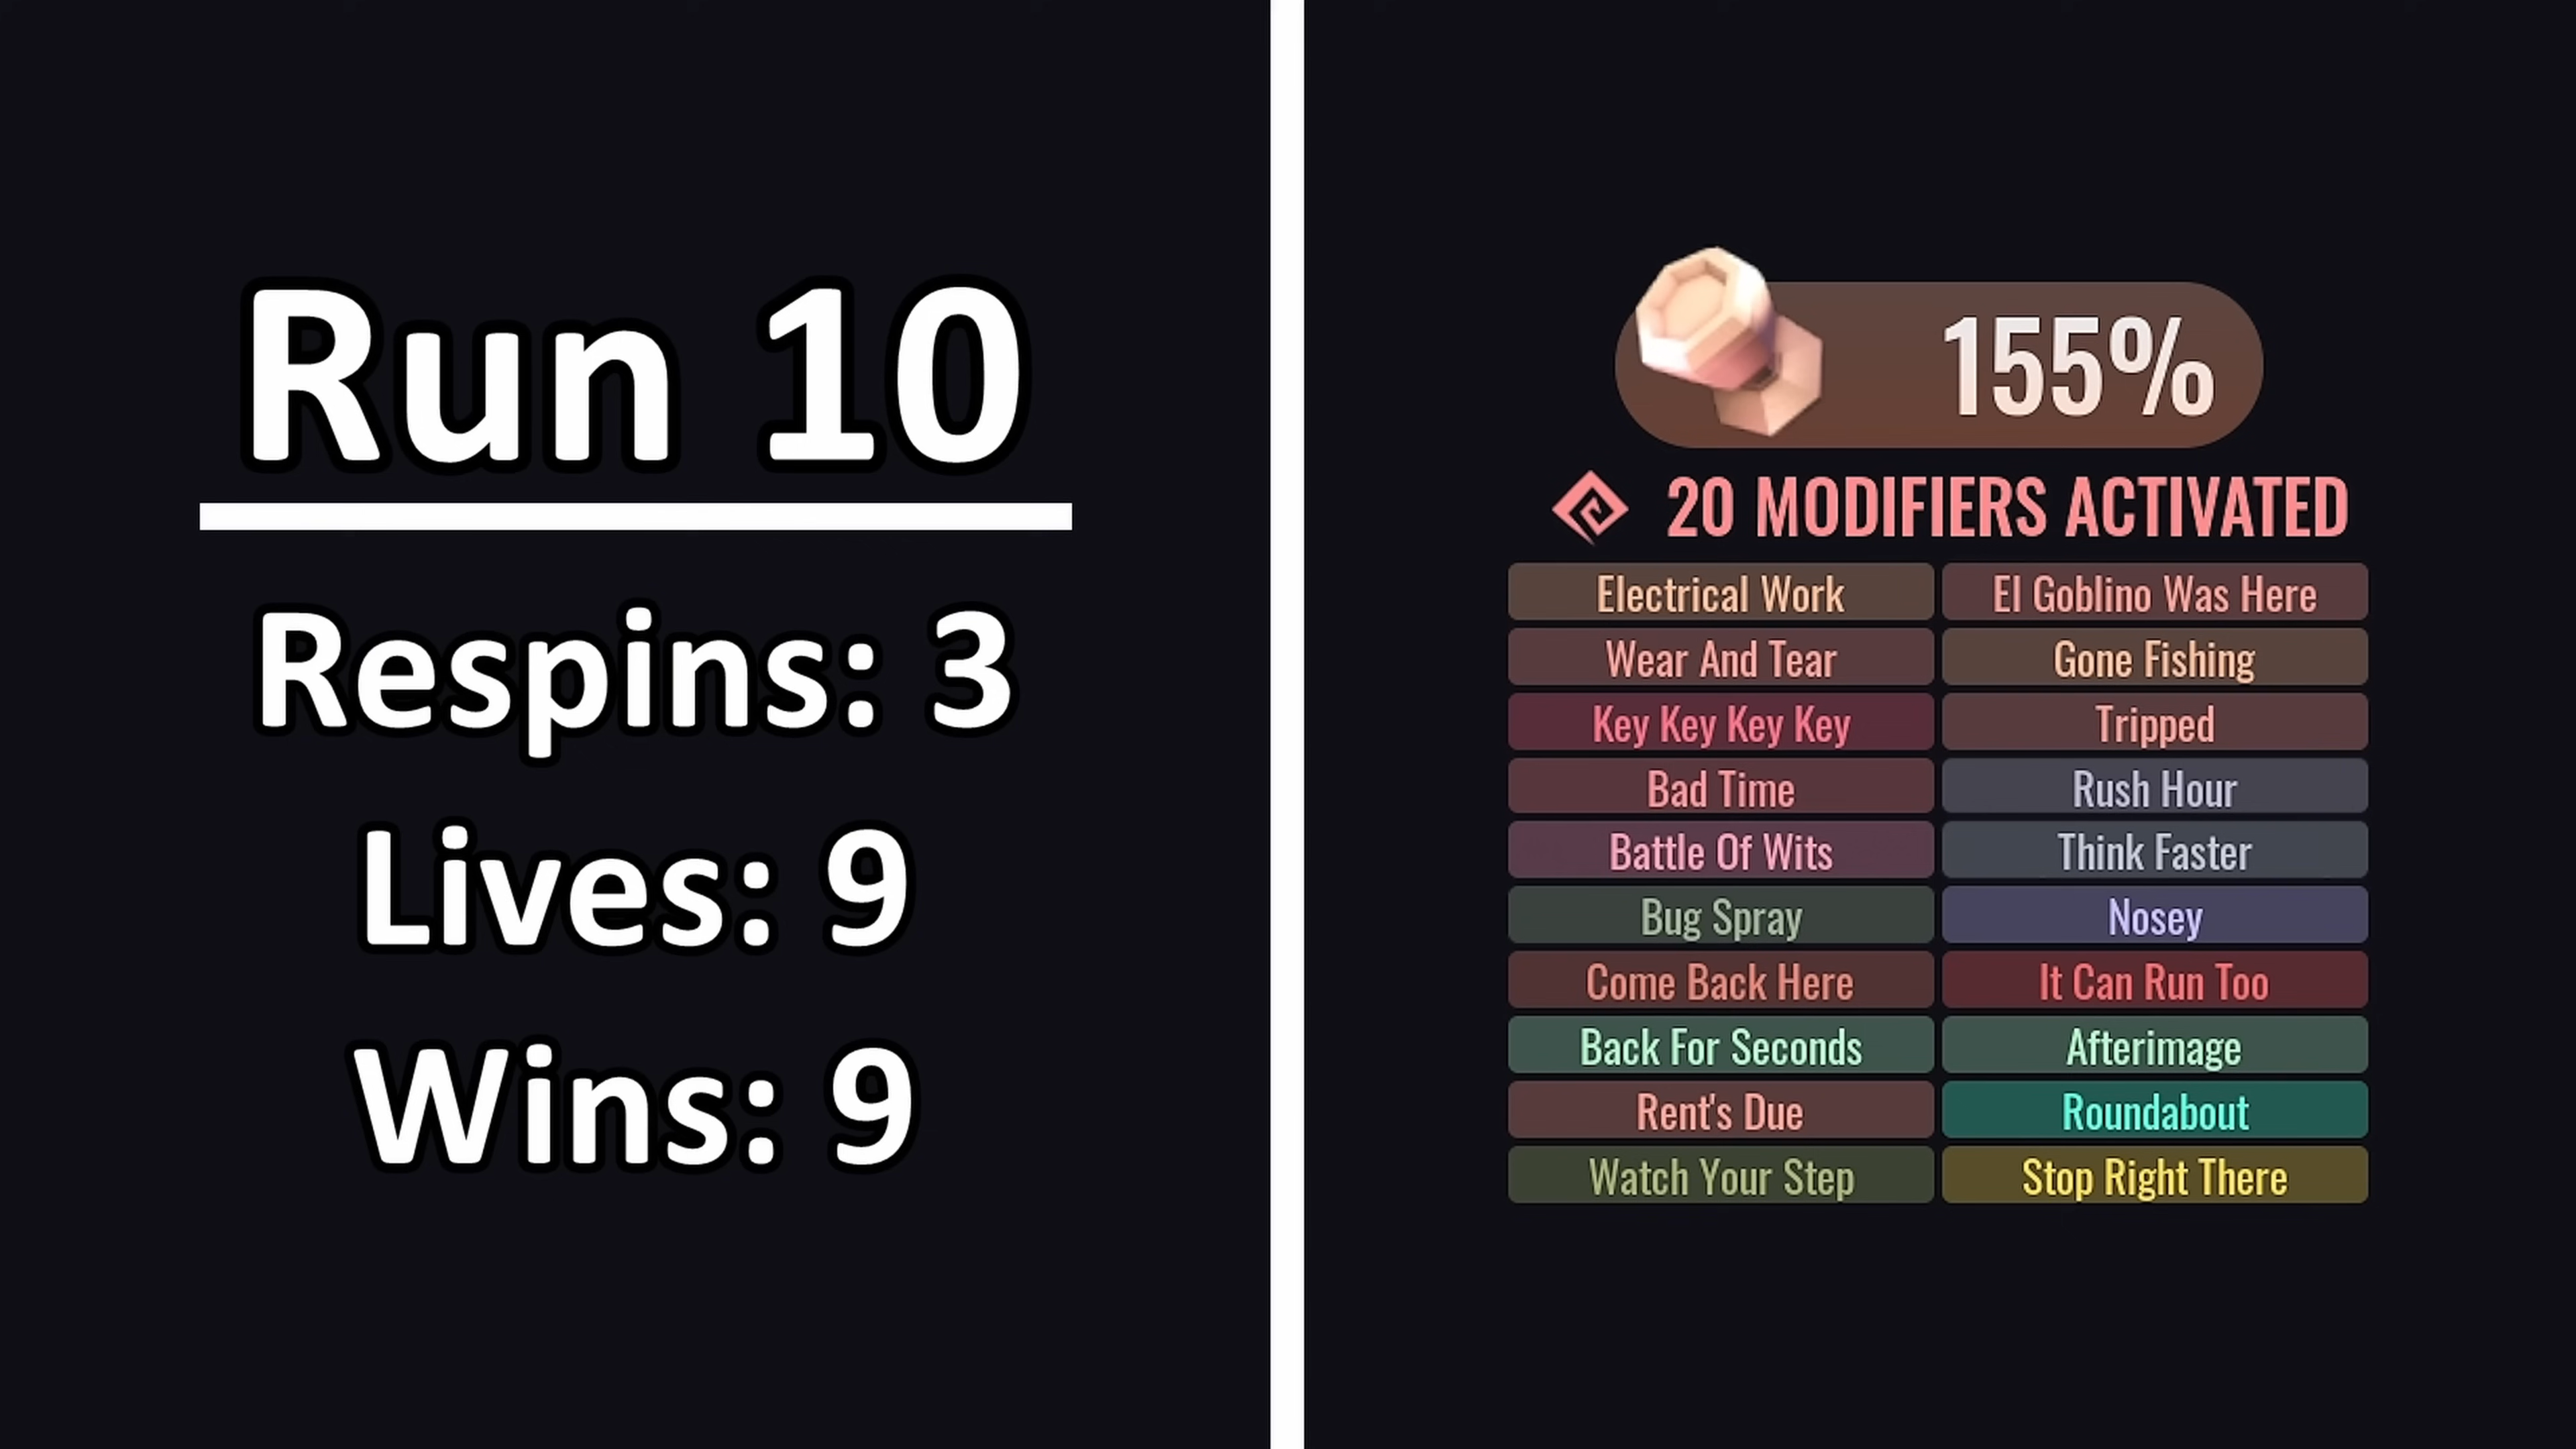 Run 10
Respins: 3
Lives: 9
Wins: 9
155%
20 MODIFIERS ACTIVATED
Electrical Work
El Goblino Was Here
Wear And Tear
Gone Fishing
Key Key Key Key
Tripped
Bad Time
Rush Hour
Battle Of Wits
Think Faster
Bug Spray
Nosey
Come Back Here
It Can Run Too
Back For Seconds
Afterimage
Rent's Due
Roundabout
Watch Your Step
Stop Right There